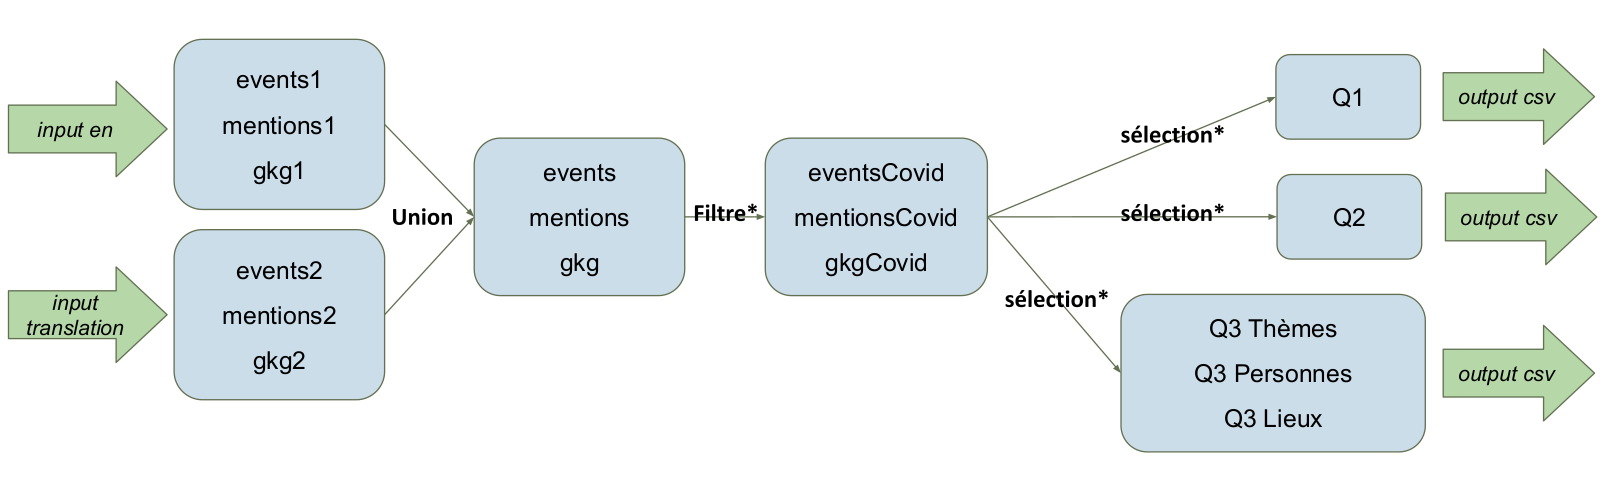 input en
events1
mentions1
gkg1
input
translation
events2
mentions2
gkg2
Union
events
mentions
gkg
Filtre*
eventsCovid
mentionsCovid
gkgCovid
sélection*
Q1
output csv
sélection*
Q2
output csv
sélection*
Q3 Thèmes
Q3 Personnes
Q3 Lieux
output csv